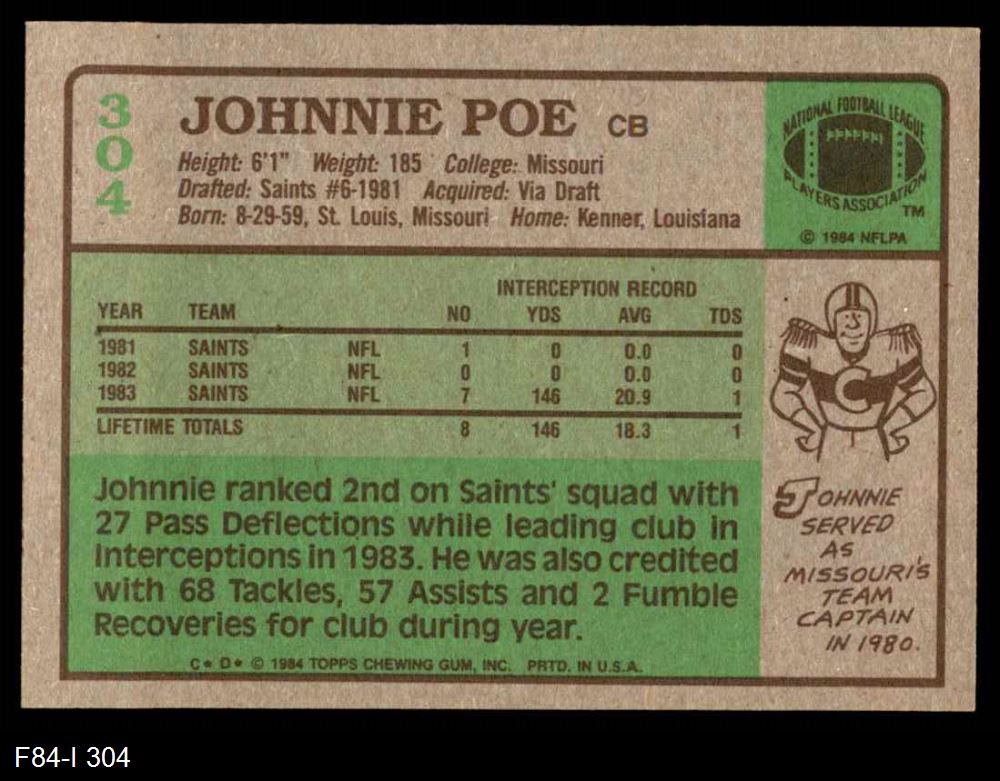 304
JOHNNIE POE CB
Height: 6'1" Weight: 185 College: Missouri
Drafted: Saints #6-1981 Acquired: Via Draft
Born: 8-29-59, St. Louis, Missouri Home: Kenner, Louisiana
NATIONAL FOOTBALL LEAGUE
PLAYERS ASSOCIATION
TM
© 1984 NFLPA
INTERCEPTION RECORD
YEAR TEAM NO YDS AVG TDS
1981 SAINTS NFL 1 0 0.0 0
1982 SAINTS NFL 0 0 0.0 0
1983 SAINTS NFL 7 146 20.9 1
LIFETIME TOTALS 8 146 18.3 1
Johnnie ranked 2nd on Saints' squad with
27 Pass Deflections while leading club in
Interceptions in 1983. He was also credited
with 68 Tackles, 57 Assists and 2 Fumble
Recoveries for club during year.
C* D* © 1984 TOPPS CHEWING GUM, INC. PRTD. IN U.S.A.
C
JOHNNIE
SERVED
AS
MISSOURI'S
TEAM
CAPTAIN
IN 1980.
F84-I 304